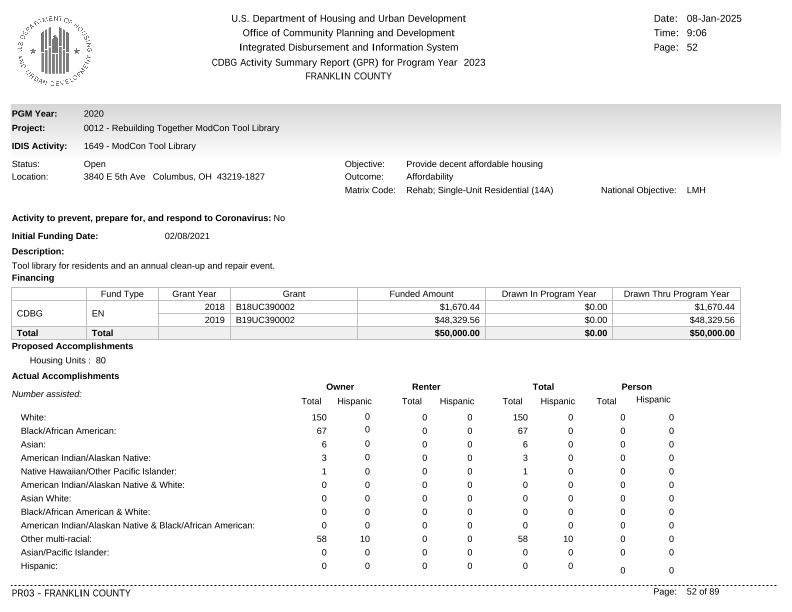 U.S. DEPARTMENT OF HOUSING AND URBAN DEVELOPMENT
U.S. Department of Housing and Urban Development
Office of Community Planning and Development
Integrated Disbursement and Information System
CDBG Activity Summary Report (GPR) for Program Year 2023
FRANKLIN COUNTY
Date: 08-Jan-2025
Time: 9:06
Page: 52
PGM Year: 2020
Project: 0012 - Rebuilding Together ModCon Tool Library
IDIS Activity: 1649 - ModCon Tool Library
Status: Open Objective: Provide decent affordable housing
Location: 3840 E 5th Ave Columbus, OH 43219-1827 Outcome: Affordability
Matrix Code: Rehab; Single-Unit Residential (14A) National Objective: LMH
Activity to prevent, prepare for, and respond to Coronavirus: No
Initial Funding Date: 02/08/2021
Description:
Tool library for residents and an annual clean-up and repair event.
Financing
Fund Type Grant Year Grant Funded Amount Drawn In Program Year Drawn Thru Program Year
CDBG EN 2018 B18UC390002 $1,670.44 $0.00 $1,670.44
2019 B19UC390002 $48,329.56 $0.00 $48,329.56
Total Total $50,000.00 $0.00 $50,000.00
Proposed Accomplishments
Housing Units : 80
Actual Accomplishments
Number assisted: Owner Renter Total Person
Total Hispanic Total Hispanic Total Hispanic Total Hispanic
White: 150 0 0 0 150 0 0 0
Black/African American: 67 0 0 0 67 0 0 0
Asian: 6 0 0 0 6 0 0 0
American Indian/Alaskan Native: 3 0 0 0 3 0 0 0
Native Hawaiian/Other Pacific Islander: 1 0 0 0 1 0 0 0
American Indian/Alaskan Native & White: 0 0 0 0 0 0 0 0
Asian White: 0 0 0 0 0 0 0 0
Black/African American & White: 0 0 0 0 0 0 0 0
American Indian/Alaskan Native & Black/African American: 0 0 0 0 0 0 0 0
Other multi-racial: 58 10 0 0 58 10 0 0
Asian/Pacific Islander: 0 0 0 0 0 0 0 0
Hispanic: 0 0 0 0 0 0 0 0
PR03 - FRANKLIN COUNTY Page: 52 of 89